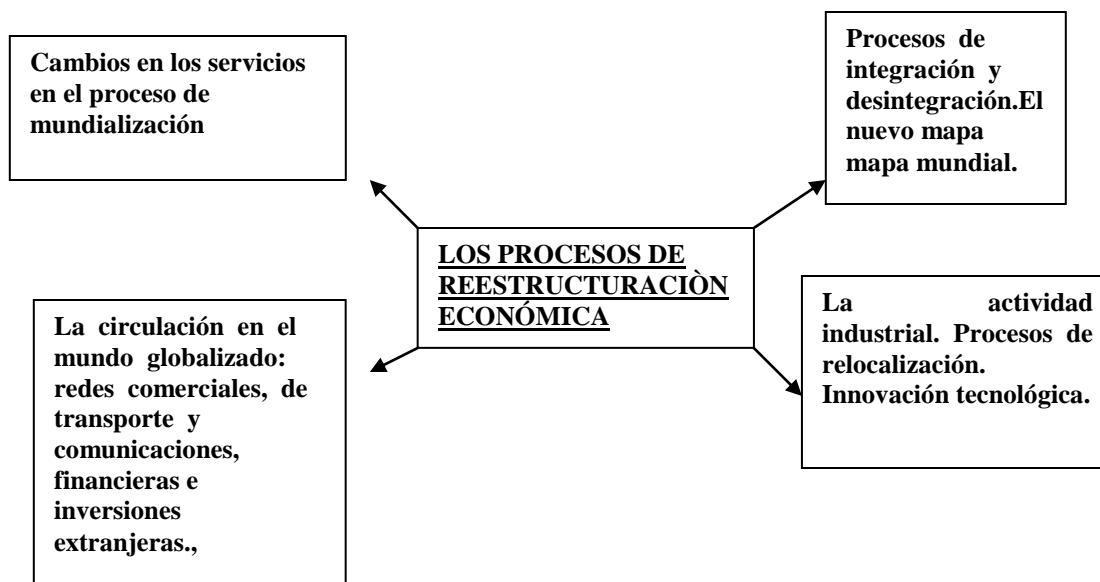 Cambios en los servicios
en el proceso de
mundialización
Procesos de
integración y
desintegración.El
nuevo mapa
mapa mundial.
LOS PROCESOS DE
REESTRUCTURACIÒN
ECONÓMICA
La circulación en el
mundo globalizado:
redes comerciales, de
transporte y
comunicaciones,
financieras e
inversiones
extranjeras.,
La actividad
industrial. Procesos de
relocalización.
Innovación tecnológica.